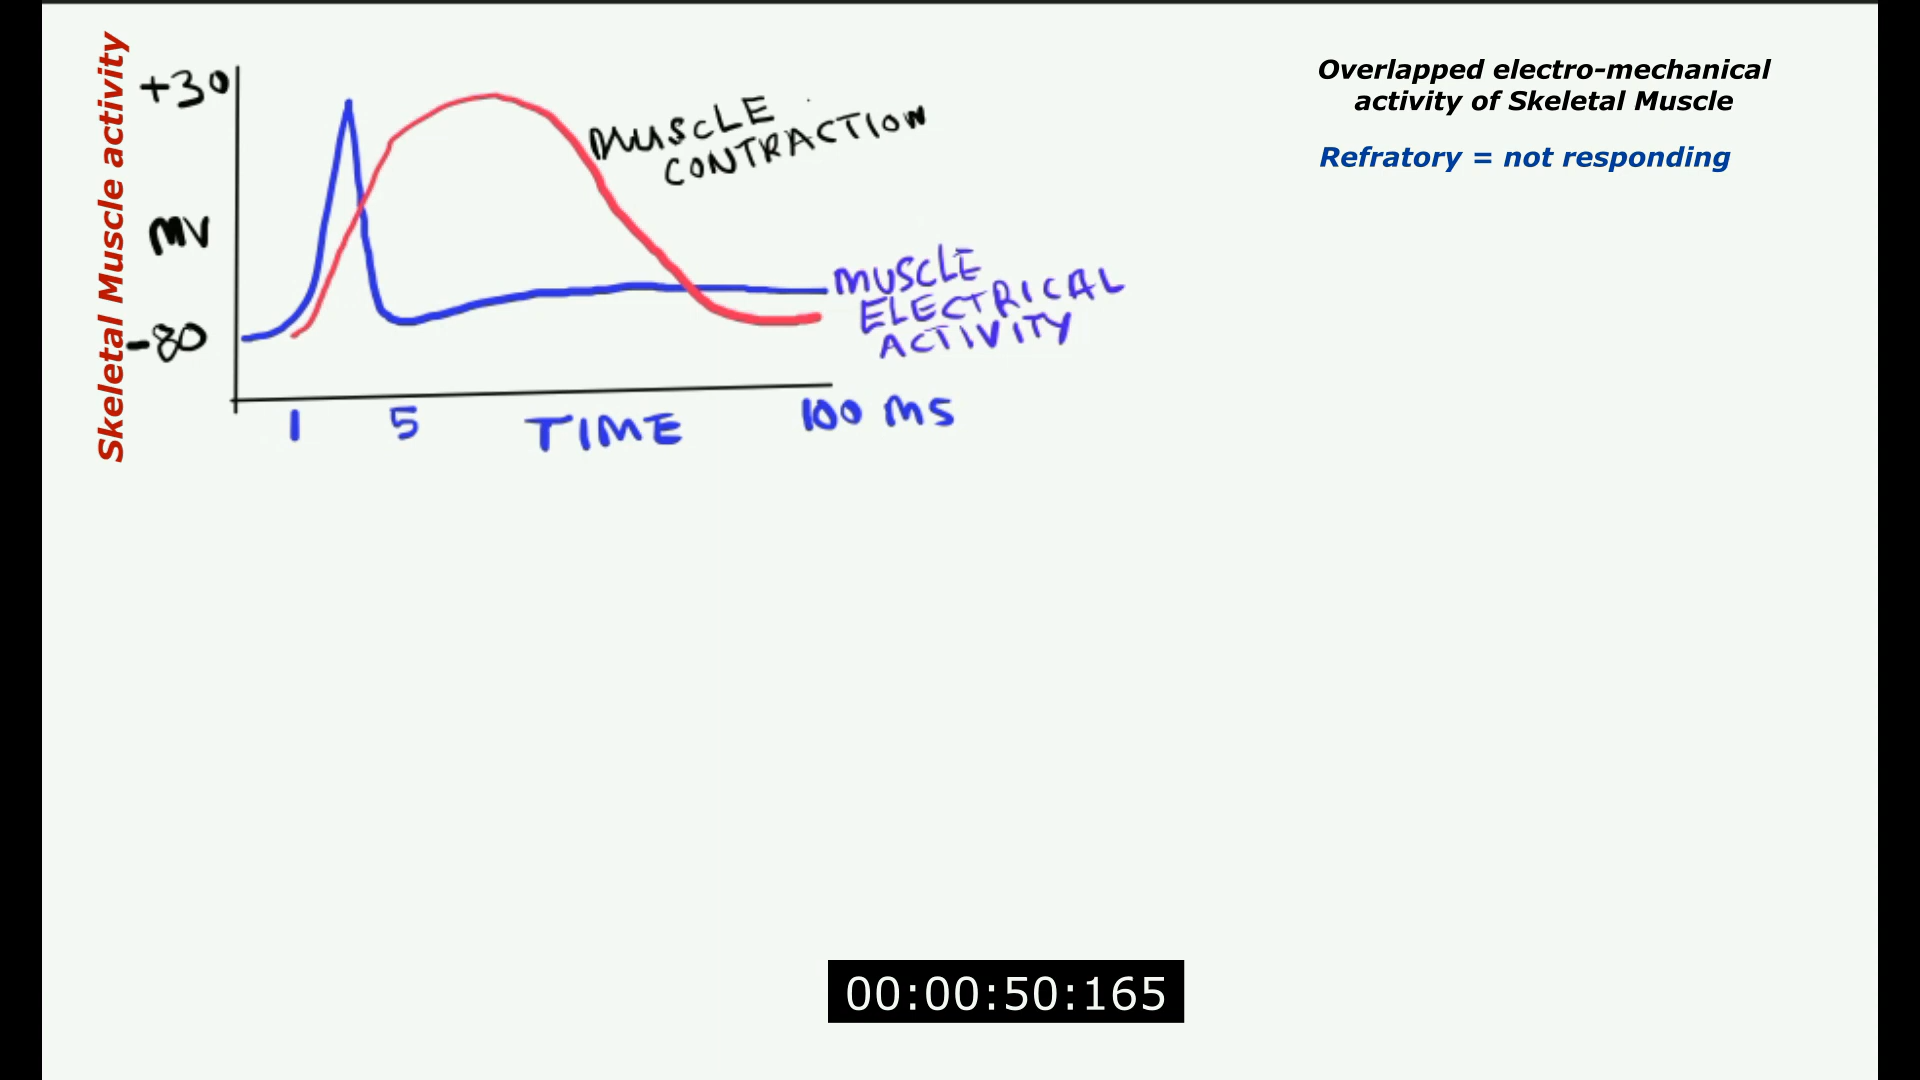 Skeletal Muscle activity
+30
MV
-80
MUSCLE
CONTRACTION
MUSCLE
ELECTRICAL
ACTIVITY
1 5 TIME 100 MS
Overlapped electro-mechanical
activity of Skeletal Muscle
Refratory = not responding
00:00:50:165